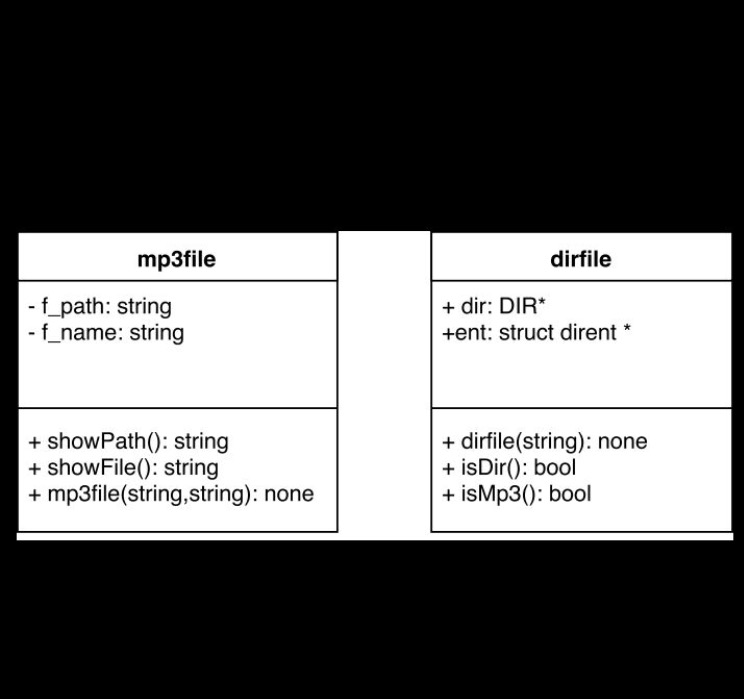 mp3file
- f_path: string
- f_name: string
+ showPath(): string
+ showFile(): string
+ mp3file(string,string): none
dirfile
+ dir: DIR*
+ent: struct dirent *
+ dirfile(string): none
+ isDir(): bool
+ isMp3(): bool